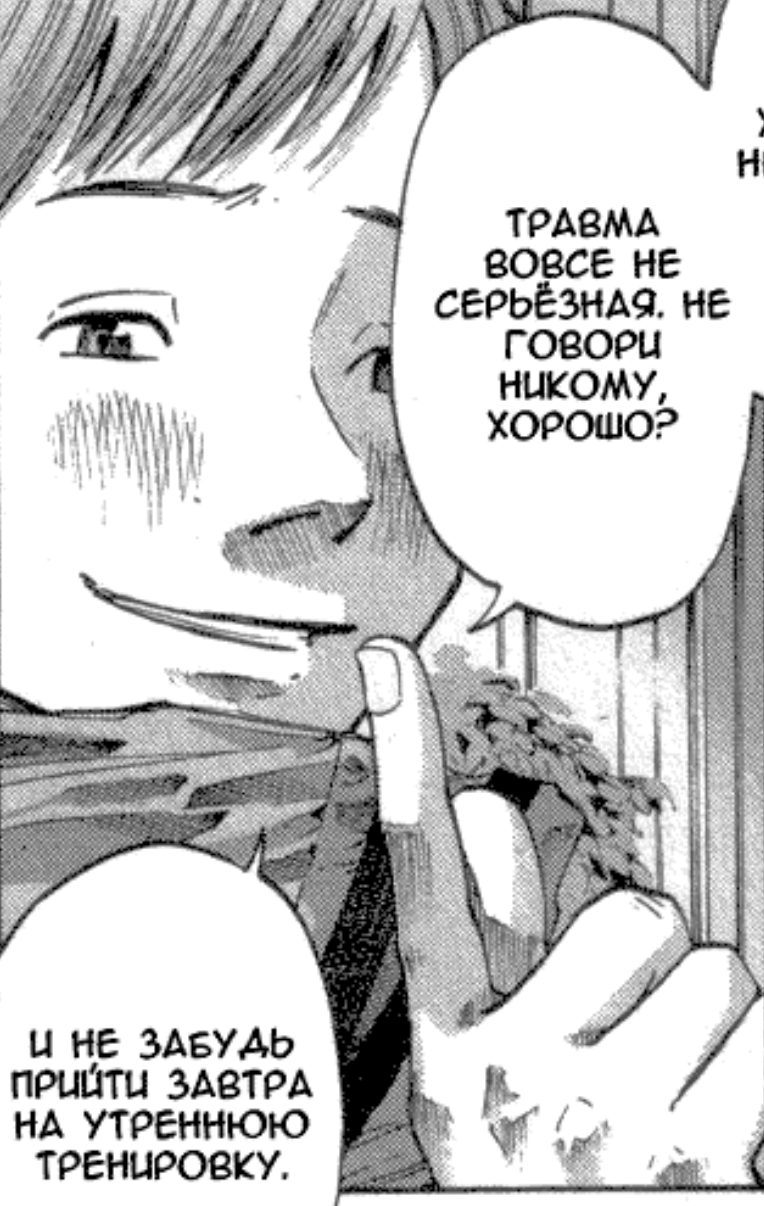 ТРАВМА
ВОВСЕ НЕ
СЕРЬЁЗНАЯ. НЕ
ГОВОРИ
НИКОМУ,
ХОРОШО?
И НЕ ЗАБУДЬ
ПРИЙТИ ЗАВТРА
НА УТРЕННЮЮ
ТРЕНИРОВКУ.